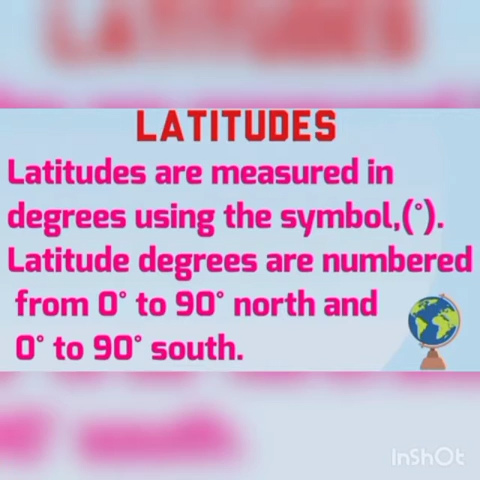 LATITUDES
Latitudes are measured in
degrees using the symbol,(°).
Latitude degrees are numbered
from 0° to 90° north and
0° to 90° south.
InShOt